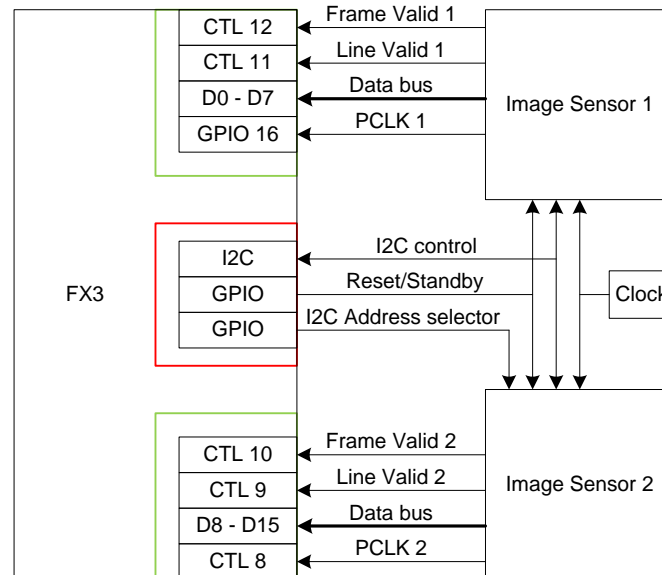 Frame Valid 1
CTL 12
Line Valid 1
CTL 11
Data bus
D0 - D7
Image Sensor 1
PCLK 1
GPIO 16
I2C control
I2C
Reset/Standby
FX3
GPIO
Clock
I2C Address selector
GPIO
Frame Valid 2
CTL 10
Line Valid 2
CTL 9
Image Sensor 2
Data bus
D8 - D15
PCLK 2
CTL 8